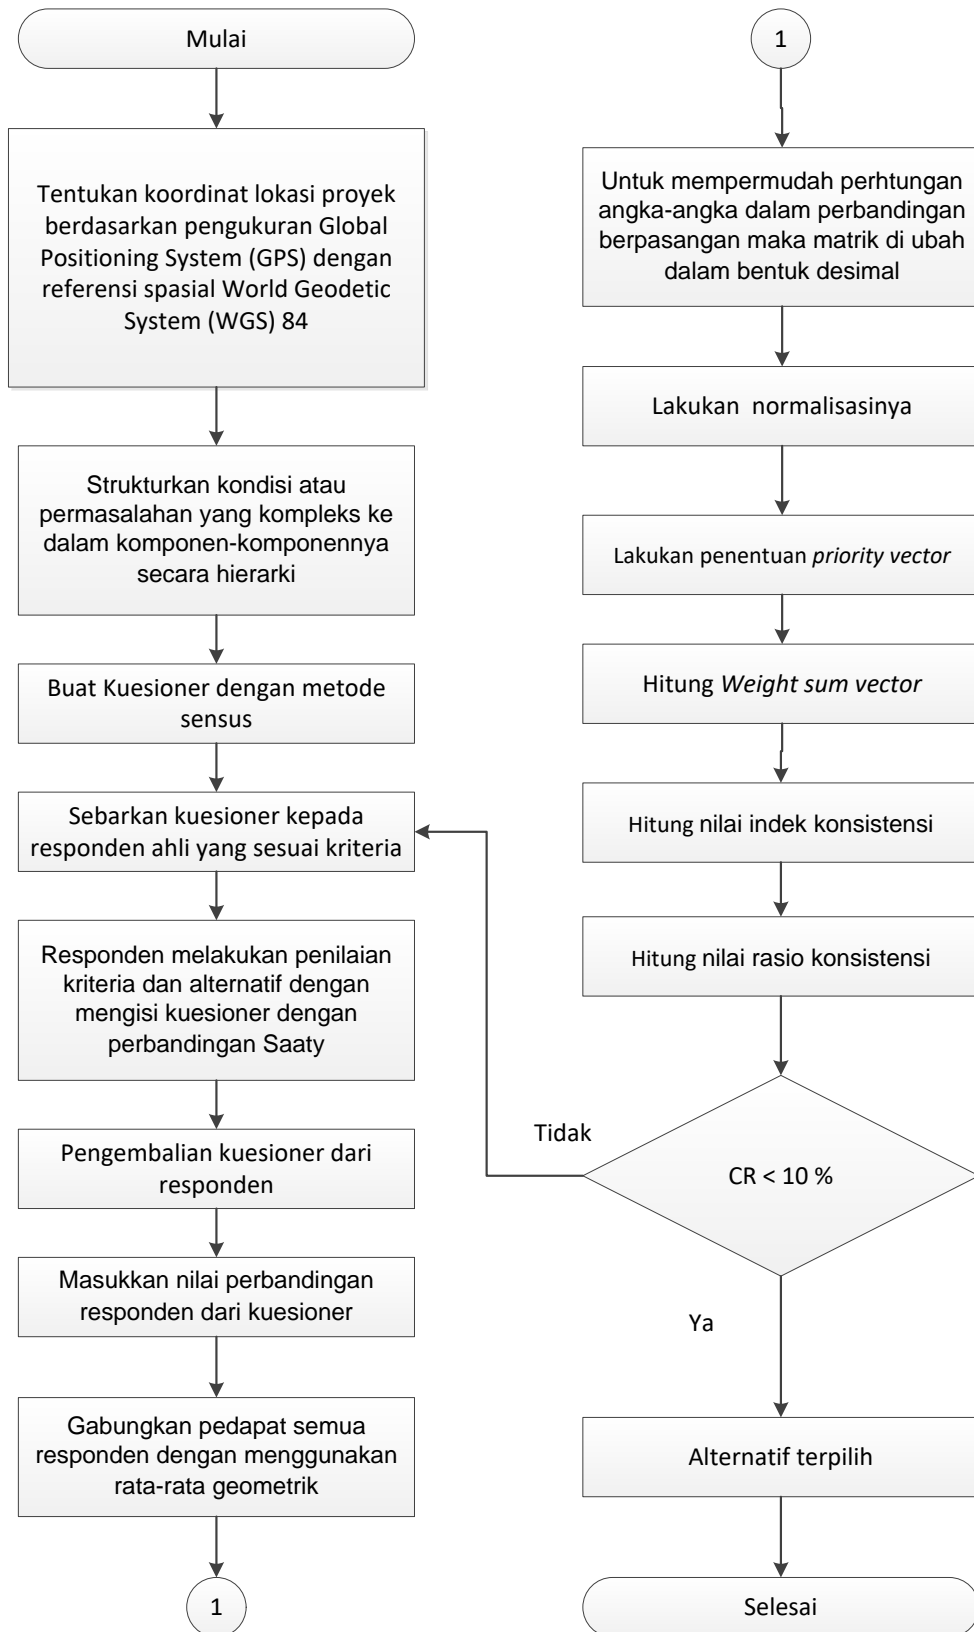 Mulai
Tentukan koordinat lokasi proyek
berdasarkan pengukuran Global
Positioning System (GPS) dengan
referensi spasial World Geodetic
System (WGS) 84
Strukturkan kondisi atau
permasalahan yang kompleks ke
dalam komponen-komponennya
secara hierarki
Buat Kuesioner dengan metode
sensus
Sebarkan kuesioner kepada
responden ahli yang sesuai kriteria
Responden melakukan penilaian
kriteria dan alternatif dengan
mengisi kuesioner dengan
perbandingan Saaty
Pengembalian kuesioner dari
responden
Masukkan nilai perbandingan
responden dari kuesioner
Gabungkan pedapat semua
responden dengan menggunakan
rata-rata geometrik
1
1
Untuk mempermudah perhtungan
angka-angka dalam perbandingan
berpasangan maka matrik di ubah
dalam bentuk desimal
Lakukan normalisasinya
Lakukan penentuan priority vector
Hitung Weight sum vector
Hitung nilai indek konsistensi
Hitung nilai rasio konsistensi
CR < 10 %
Tidak
Ya
Alternatif terpilih
Selesai